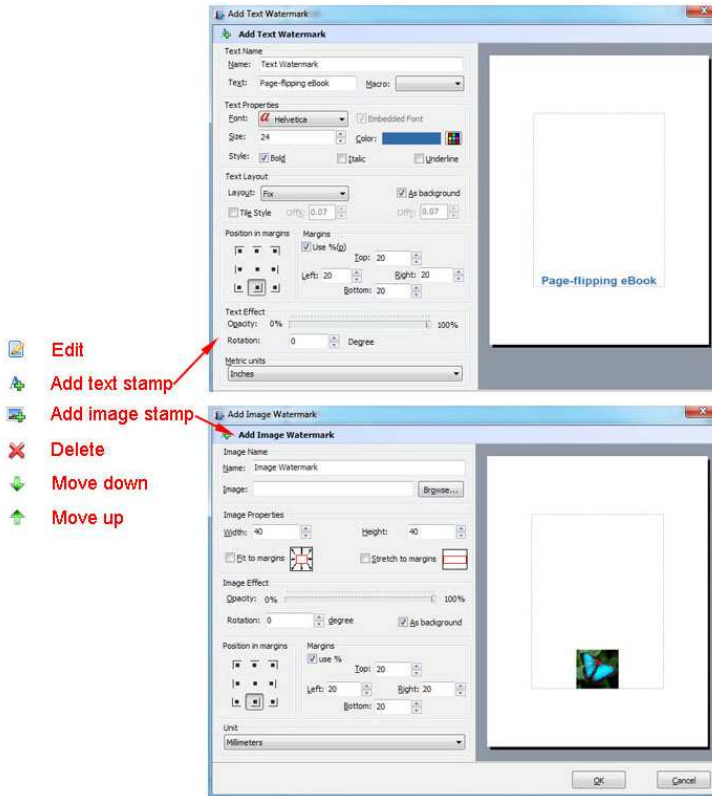 Add Text Watermark
Add Text Watermark
Text Name
Name: Text Watermark
Text: Page-flipping eBook Macro:
Text Properties
Font: a Helvetica Embedded Font
Size: 24 Color:
Style: Bold Italic Underline
Text Layout
Layout: Fix As background
Tile Style OffX: 0.07 OffY: 0.07
Position in margins Margins
Use %(p)
Top: 20
Left: 20 Right: 20
Bottom: 20
Text Effect
Opacity: 0% 100%
Rotation: 0 Degree
Metric units
Inches
Page-flipping eBook
Edit
Add text stamp
Add image stamp
Delete
Move down
Move up
Add Image Watermark
Add Image Watermark
Image Name
Name: Image Watermark
Image: Browse...
Image Properties
Width: 40 Height: 40
Fit to margins Stretch to margins
Image Effect
Opacity: 0% 100%
Rotation: 0 degree As background
Position in margins Margins
use %
Top: 20
Left: 20 Right: 20
Bottom: 20
Unit
Millimeters
OK Cancel